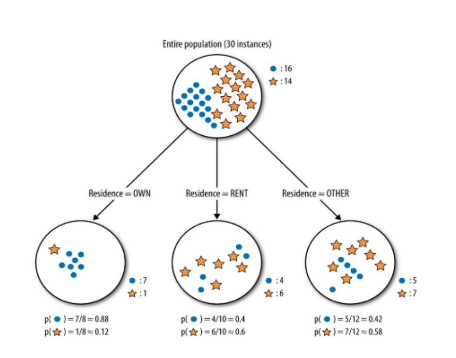 Entire population (30 instances)
: 16
: 14
Residence = OWN
Residence = RENT
Residence = OTHER
: 7
: 1
: 4
: 6
: 5
: 7
p( ) = 7/8 ≈ 0.88
p( ) = 1/8 ≈ 0.12
p( ) = 4/10 ≈ 0.4
p( ) = 6/10 ≈ 0.6
p( ) = 5/12 ≈ 0.42
p( ) = 7/12 ≈ 0.58